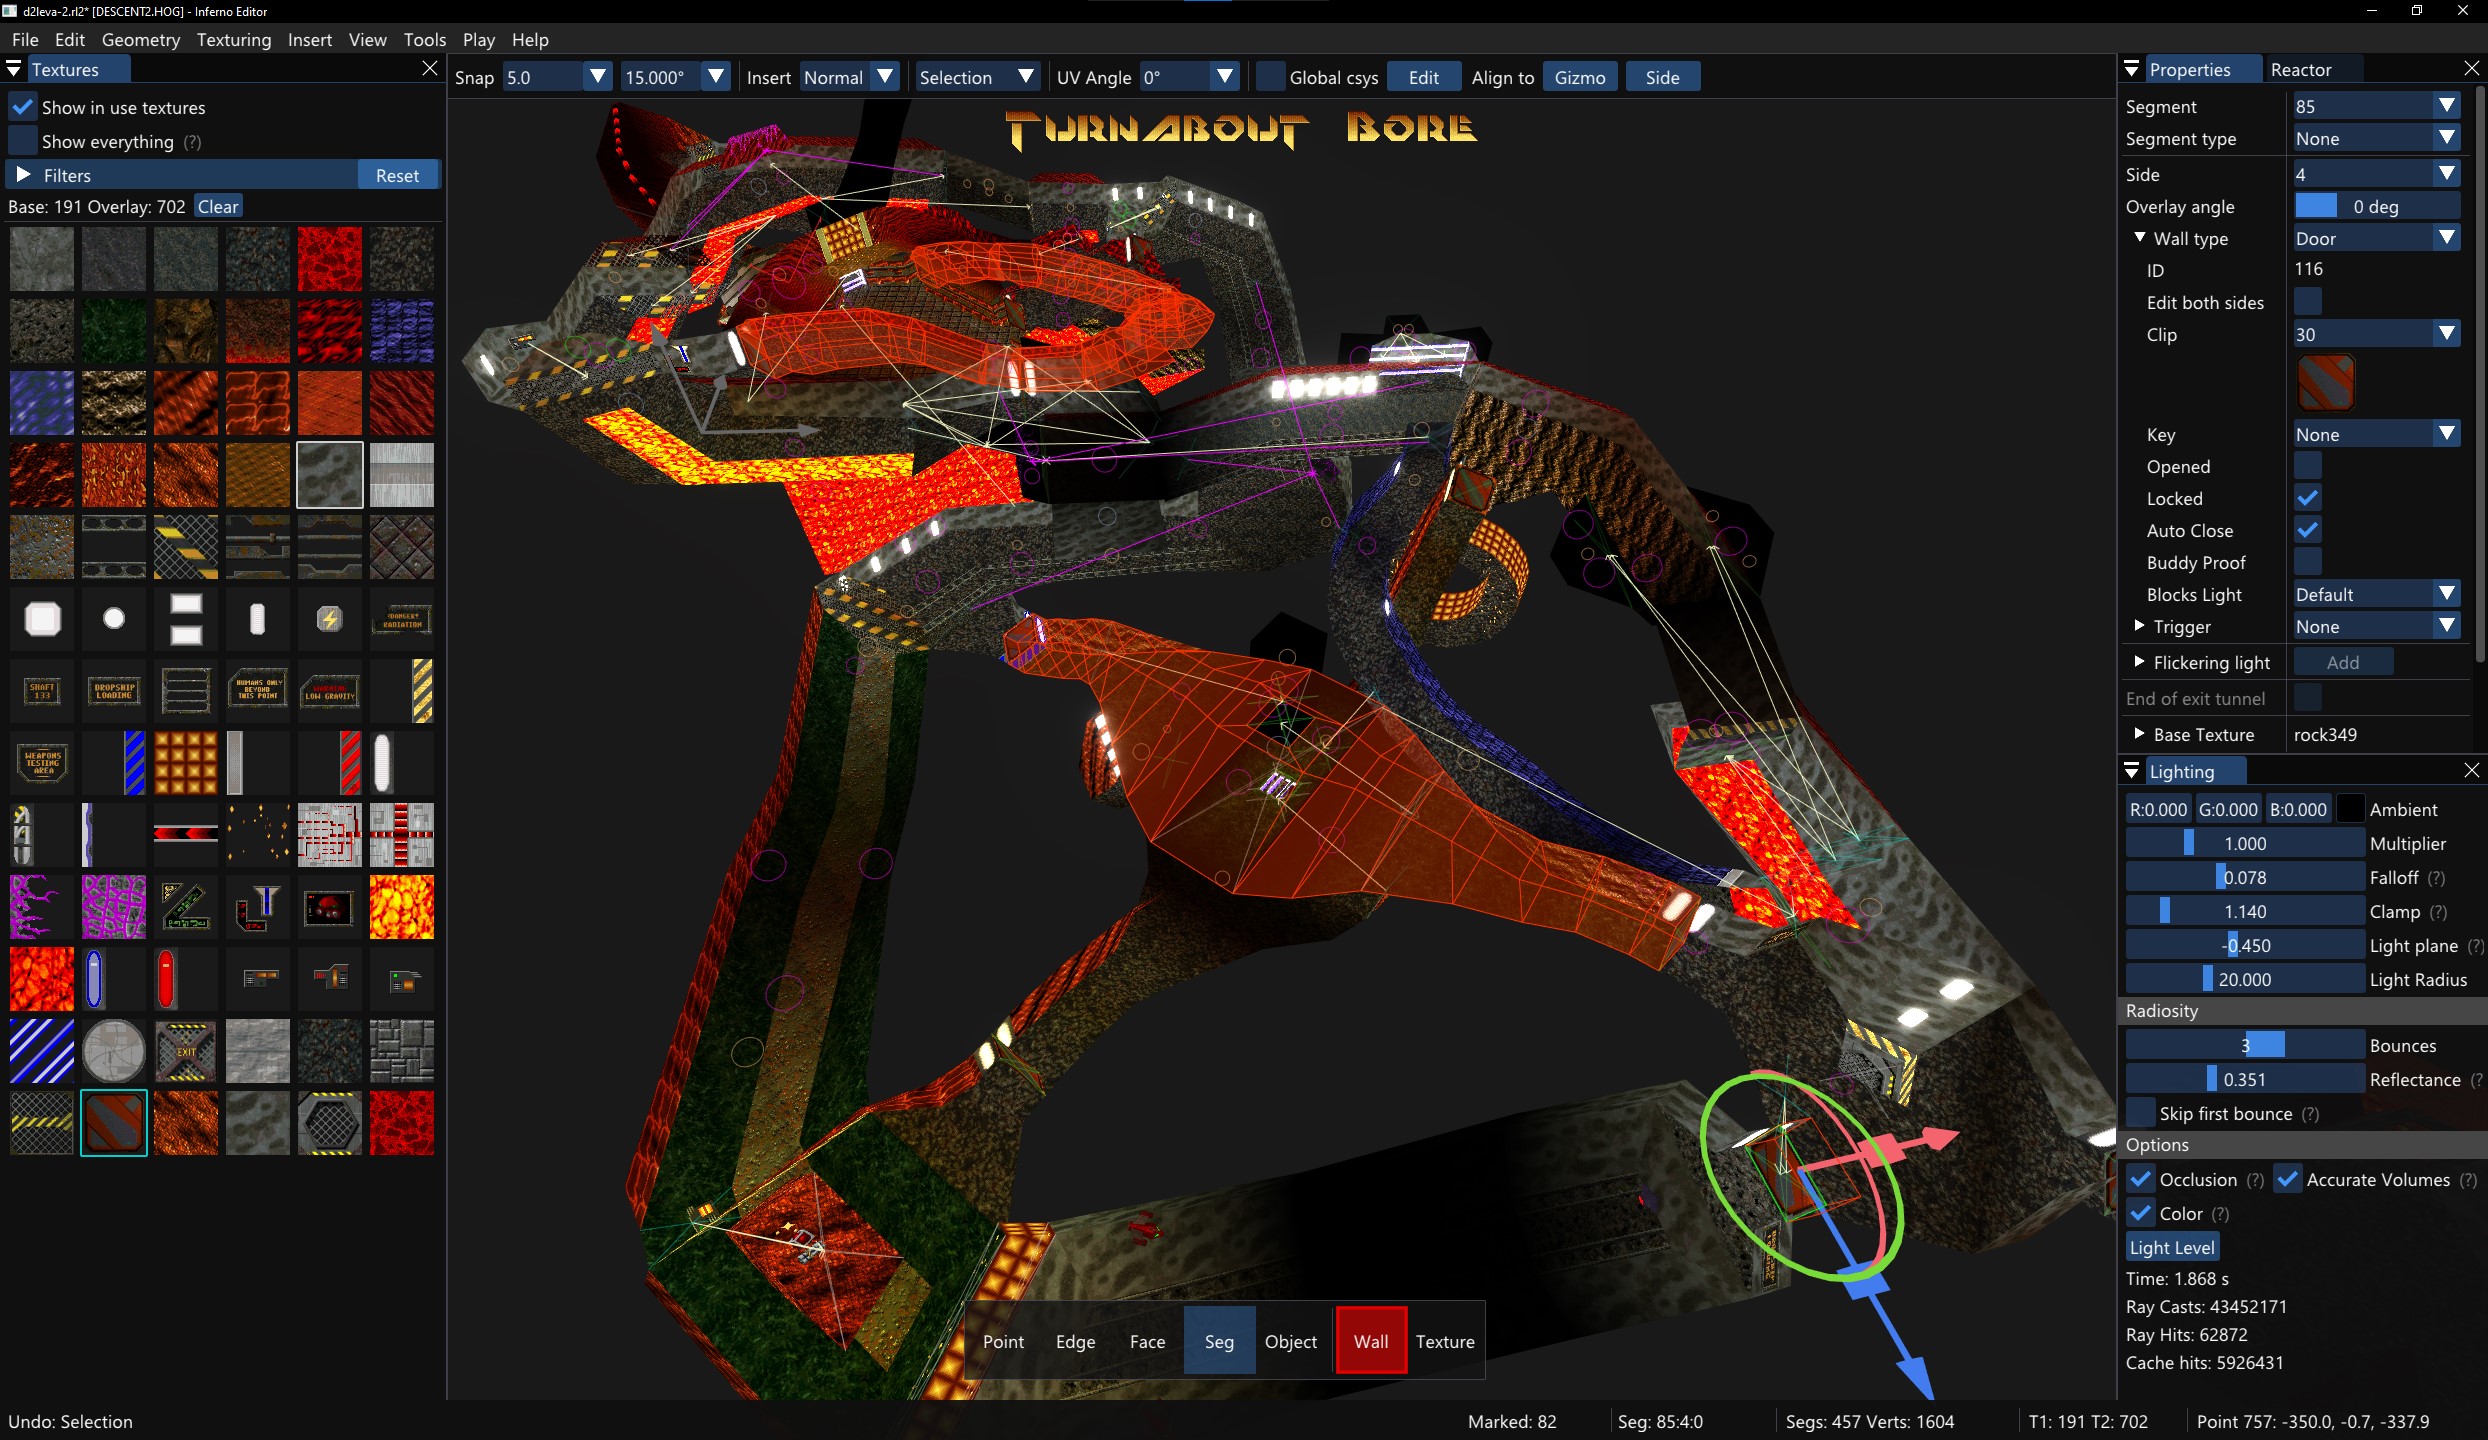 d2leva-2.rl2* [DESCENT2.HOG] - Inferno Editor
File Edit Geometry Texturing Insert View Tools Play Help
Textures
Show in use textures
Show everything (?)
Filters Reset
Base: 191 Overlay: 702 Clear
DANGER RADIATION
SHAFT 133
DROPSHIP LOADING
HUMANS ONLY BEYOND THIS POINT
LOW GRAVITY
WEAPONS TESTING AREA
EXIT
Snap 5.0 15.000° Insert Normal Selection UV Angle 0° Global csys Edit Align to Gizmo Side
Turnabout Bore
Point Edge Face Seg Object Wall Texture
Properties Reactor
Segment 85
Segment type None
Side 4
Overlay angle 0 deg
Wall type Door
ID 116
Edit both sides
Clip 30
Key None
Opened
Locked
Auto Close
Buddy Proof
Blocks Light Default
Trigger None
Flickering light Add
End of exit tunnel
Base Texture rock349
Lighting
R:0.000 G:0.000 B:0.000 Ambient
1.000 Multiplier
0.078 Falloff (?)
1.140 Clamp (?)
-0.450 Light plane (?)
20.000 Light Radius
Radiosity
3 Bounces
0.351 Reflectance (?
Skip first bounce (?)
Options
Occlusion (?) Accurate Volumes (?)
Color (?)
Light Level
Time: 1.868 s
Ray Casts: 43452171
Ray Hits: 62872
Cache hits: 5926431
Undo: Selection Marked: 82 Seg: 85:4:0 Segs: 457 Verts: 1604 T1: 191 T2: 702 Point 757: -350.0, -0.7, -337.9